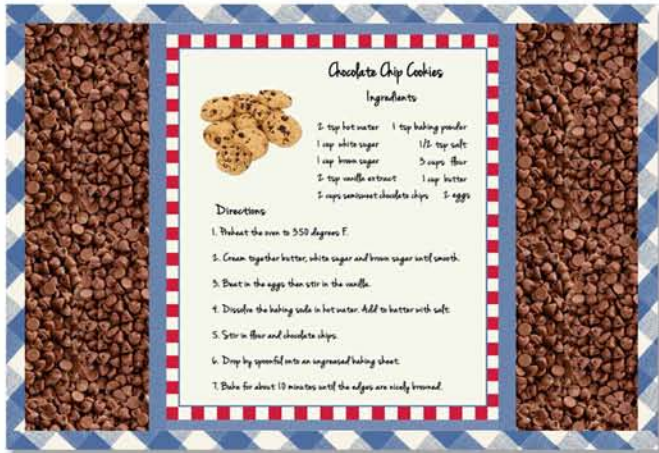 Chocolate Chip Cookies
Ingredients
2 tsp hot water 1 tsp baking powder
1 cup white sugar 1/2 tsp salt
1 cup brown sugar 3 cups flour
2 tsp vanilla extract 1 cup butter
2 cups semisweet chocolate chips 2 eggs
Directions
1. Preheat the oven to 350 degrees F.
2. Cream together butter, white sugar and brown sugar until smooth.
3. Beat in the eggs then stir in the vanilla.
4. Dissolve the baking soda in hot water. Add to batter with salt.
5. Stir in flour and chocolate chips.
6. Drop by spoonful onto an ungreased baking sheet.
7. Bake for about 10 minutes until the edges are nicely browned.